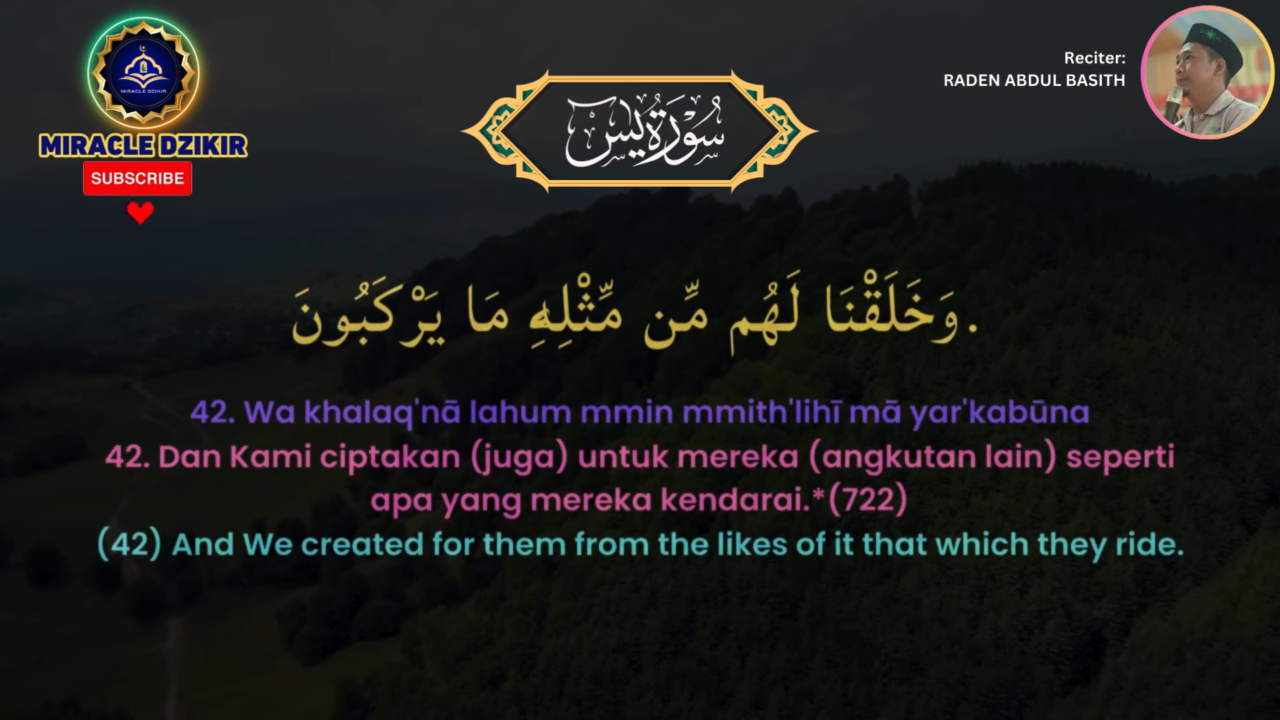 MIRACLE DZIKIR
MIRACLE DZIKIR
SUBSCRIBE
سُوْرَةُ يٰسٓ
Reciter:
RADEN ABDUL BASITH
وَخَلَقْنَا لَهُم مِّن مِّثْلِهِۦ مَا يَرْكَبُونَ.
42. Wa khalaq'nā lahum mmin mmith'lihī mā yar'kabūna
42. Dan Kami ciptakan (juga) untuk mereka (angkutan lain) seperti
apa yang mereka kendarai.*(722)
(42) And We created for them from the likes of it that which they ride.